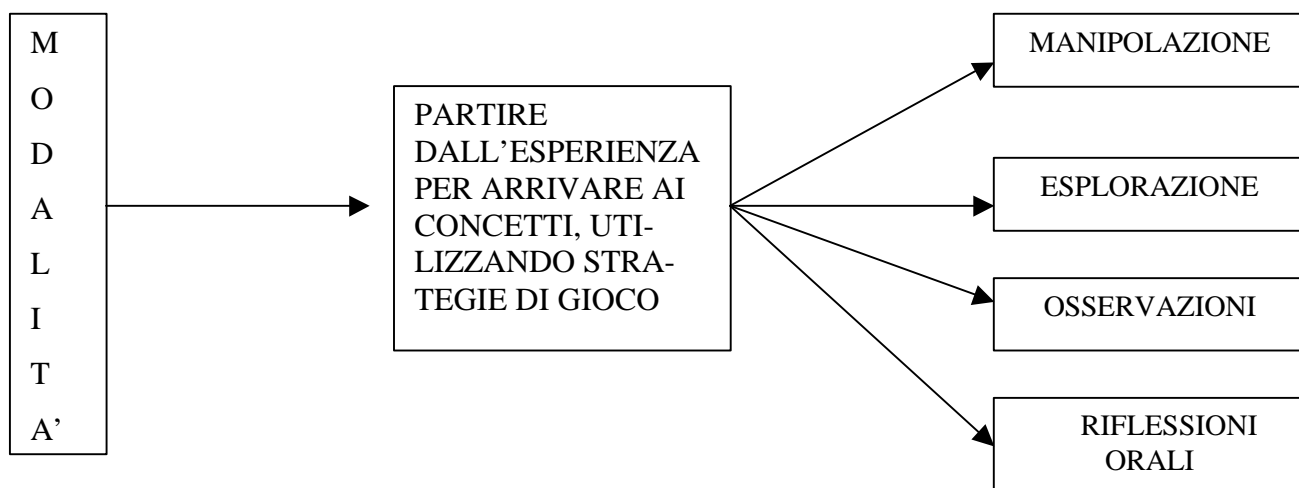 M
O
D
A
L
I
T
A’
PARTIRE
DALL’ESPERIENZA
PER ARRIVARE AI
CONCETTI, UTI-
LIZZANDO STRA-
TEGIE DI GIOCO
MANIPOLAZIONE
ESPLORAZIONE
OSSERVAZIONI
RIFLESSIONI
ORALI